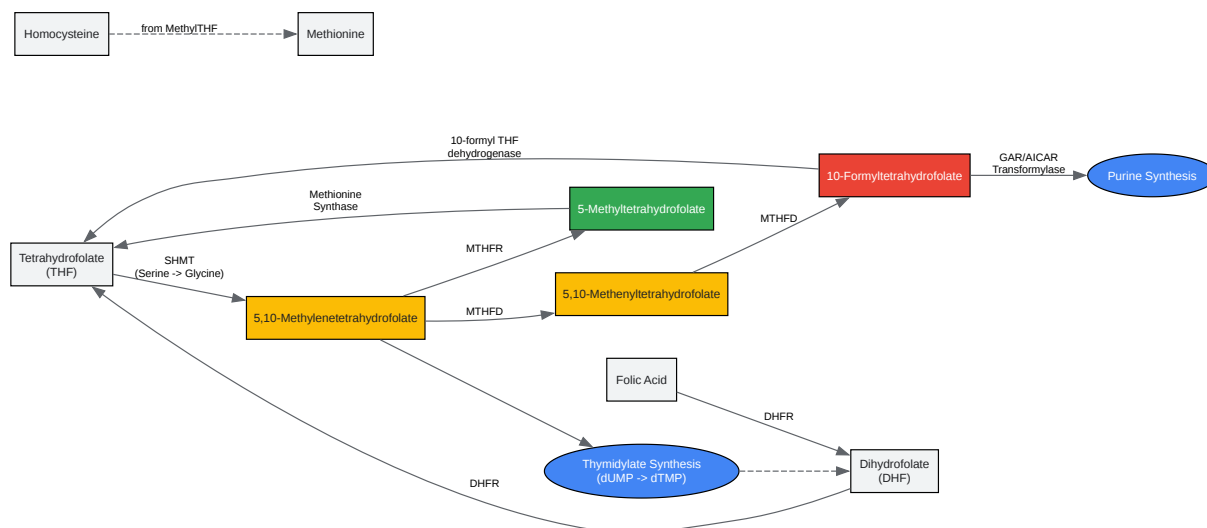 Homocysteine
from MethylTHF
Methionine
10-formyl THF
dehydrogenase
GAR/AICAR
Transformylase
10-Formyltetrahydrofolate
Purine Synthesis
Methionine
Synthase
5-Methyltetrahydrofolate
MTHFD
MTHFR
Tetrahydrofolate
(THF)
SHMT
(Serine -> Glycine)
5,10-Methenyltetrahydrofolate
5,10-Methylenetetrahydrofolate
MTHFD
Folic Acid
DHFR
Thymidylate Synthesis
(dUMP -> dTMP)
Dihydrofolate
(DHF)
DHFR